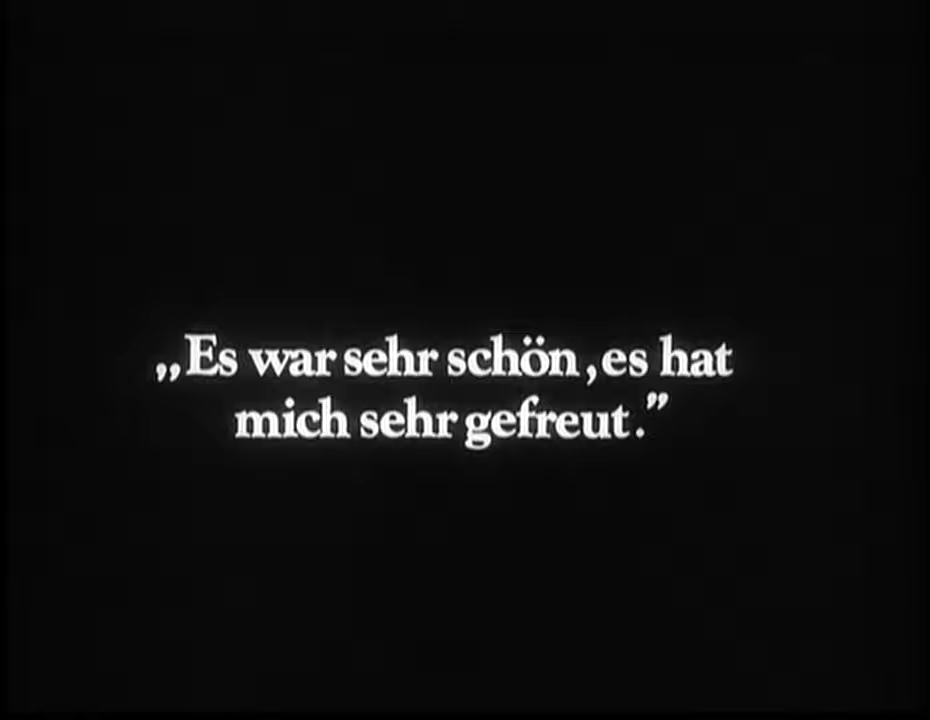 „Es war sehr schön, es hat
mich sehr gefreut.”